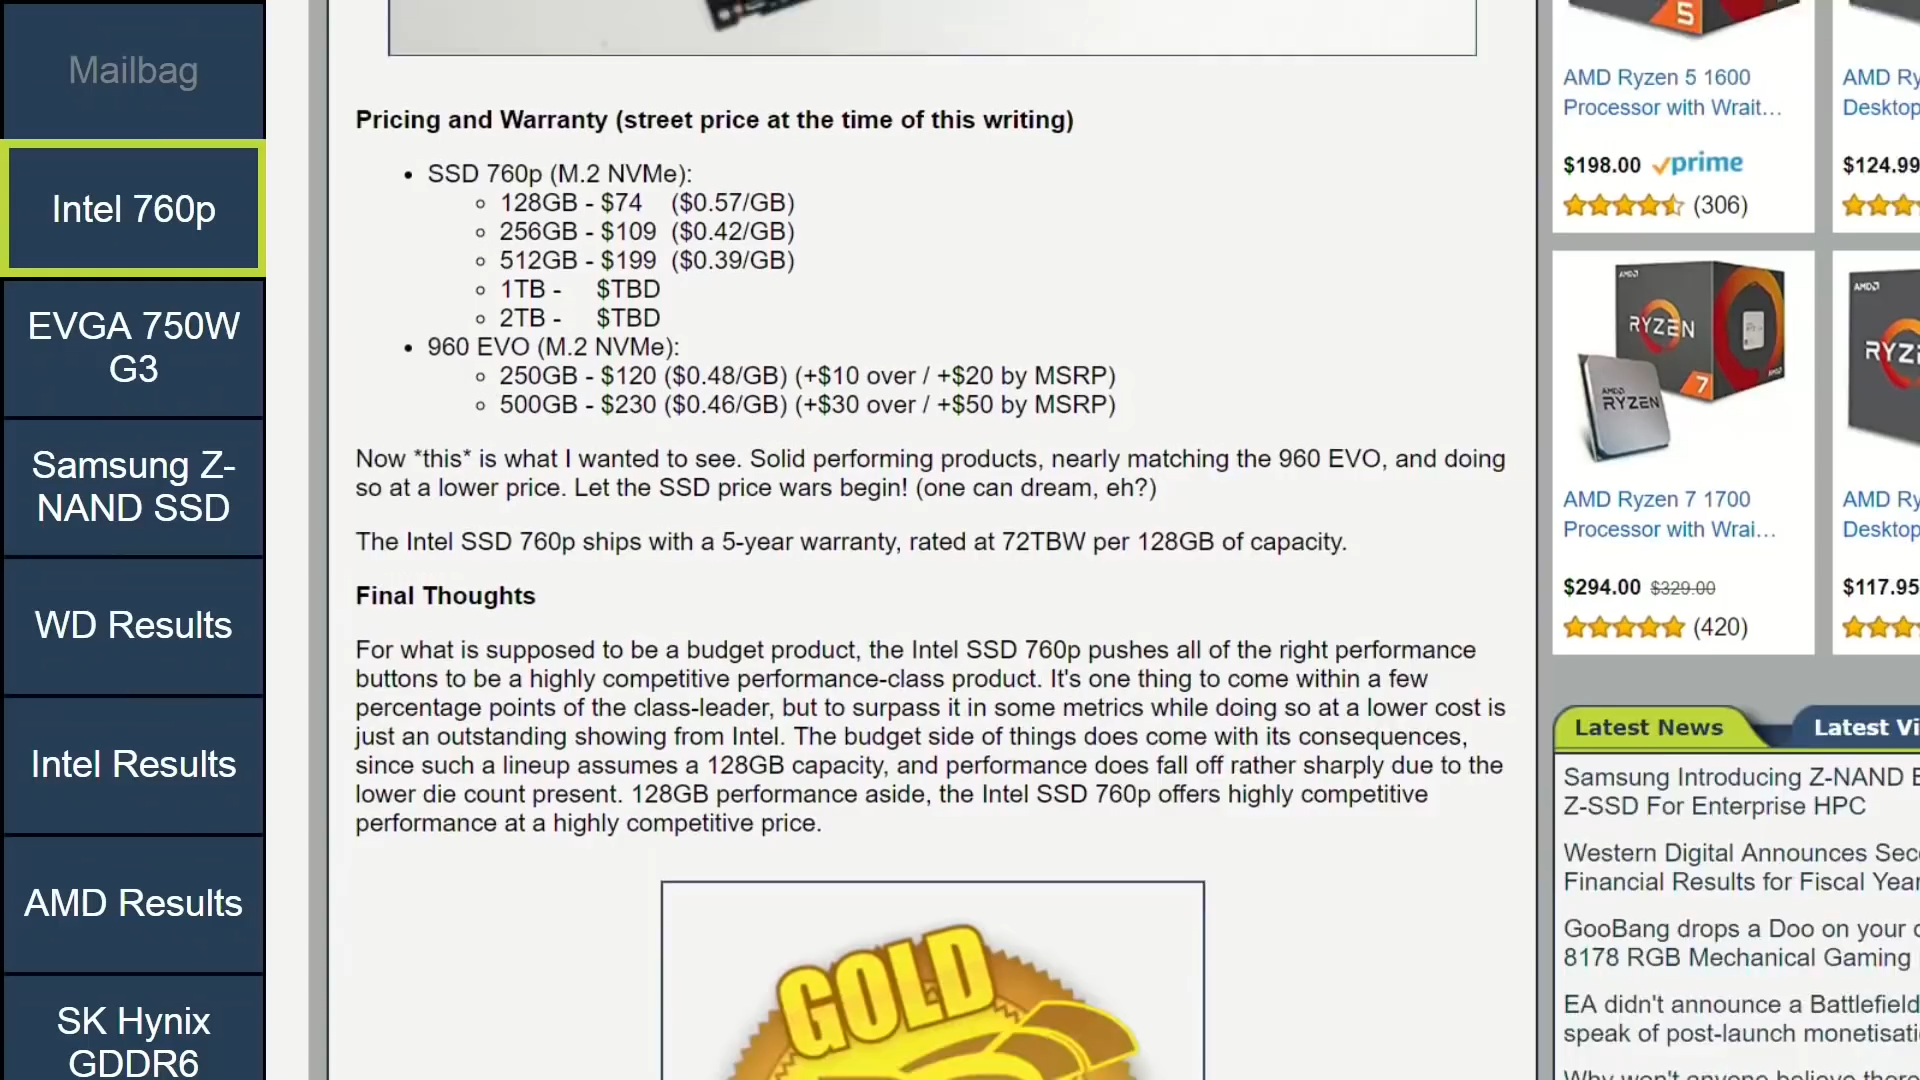 Mailbag
Intel 760p
EVGA 750W
G3
Samsung Z-
NAND SSD
WD Results
Intel Results
AMD Results
SK Hynix
GDDR6
Pricing and Warranty (street price at the time of this writing)
• SSD 760p (M.2 NVMe):
◦ 128GB - $74 ($0.57/GB)
◦ 256GB - $109 ($0.42/GB)
◦ 512GB - $199 ($0.39/GB)
◦ 1TB - $TBD
◦ 2TB - $TBD
• 960 EVO (M.2 NVMe):
◦ 250GB - $120 ($0.48/GB) (+$10 over / +$20 by MSRP)
◦ 500GB - $230 ($0.46/GB) (+$30 over / +$50 by MSRP)
Now *this* is what I wanted to see. Solid performing products, nearly matching the 960 EVO, and doing
so at a lower price. Let the SSD price wars begin! (one can dream, eh?)
The Intel SSD 760p ships with a 5-year warranty, rated at 72TBW per 128GB of capacity.
Final Thoughts
For what is supposed to be a budget product, the Intel SSD 760p pushes all of the right performance
buttons to be a highly competitive performance-class product. It's one thing to come within a few
percentage points of the class-leader, but to surpass it in some metrics while doing so at a lower cost is
just an outstanding showing from Intel. The budget side of things does come with its consequences,
since such a lineup assumes a 128GB capacity, and performance does fall off rather sharply due to the
lower die count present. 128GB performance aside, the Intel SSD 760p offers highly competitive
performance at a highly competitive price.
GOLD
5
AMD Ryzen 5 1600
Processor with Wrait…
$198.00 prime
(306)
AMD Ry
Desktop
$124.99
AMD
RYZEN
7
AMD
RYZEN
AMD Ryzen 7 1700
Processor with Wrai…
$294.00 $329.00
(420)
AMD
RYZE
AMD Ry
Desktop
$117.95
Latest News
Latest Vi
Samsung Introducing Z-NAND
Z-SSD For Enterprise HPC
Western Digital Announces Sec
Financial Results for Fiscal Year
GooBang drops a Doo on your
8178 RGB Mechanical Gaming
EA didn't announce a Battlefield
speak of post-launch monetisati
Why won't anyone believe there